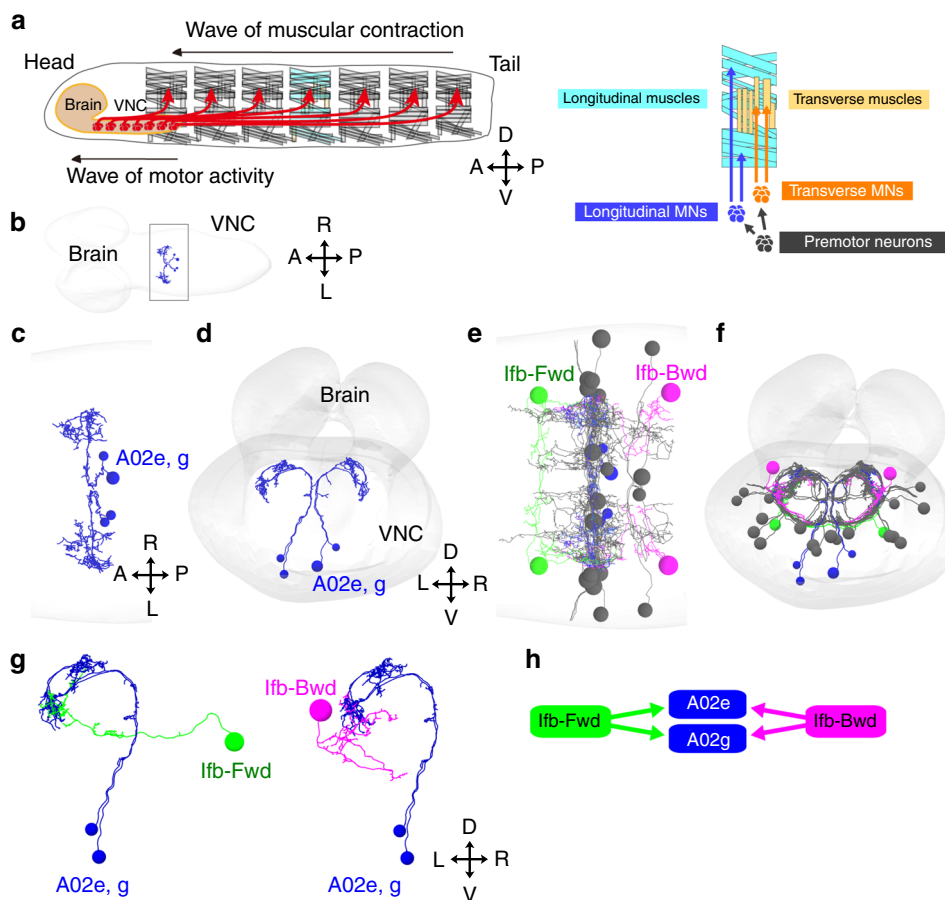 a
Wave of muscular contraction
Head
Tail
Brain
VNC
Wave of motor activity
D
A P
V
Longitudinal muscles
Transverse muscles
Transverse MNs
Longitudinal MNs
Premotor neurons
b
Brain
VNC
R
A P
L
c
A02e, g
R
A P
L
d
Brain
VNC
A02e, g
D
L R
V
e
Ifb-Fwd
Ifb-Bwd
f
g
Ifb-Fwd
A02e, g
Ifb-Bwd
A02e, g
D
L R
V
h
Ifb-Fwd
A02e
A02g
Ifb-Bwd